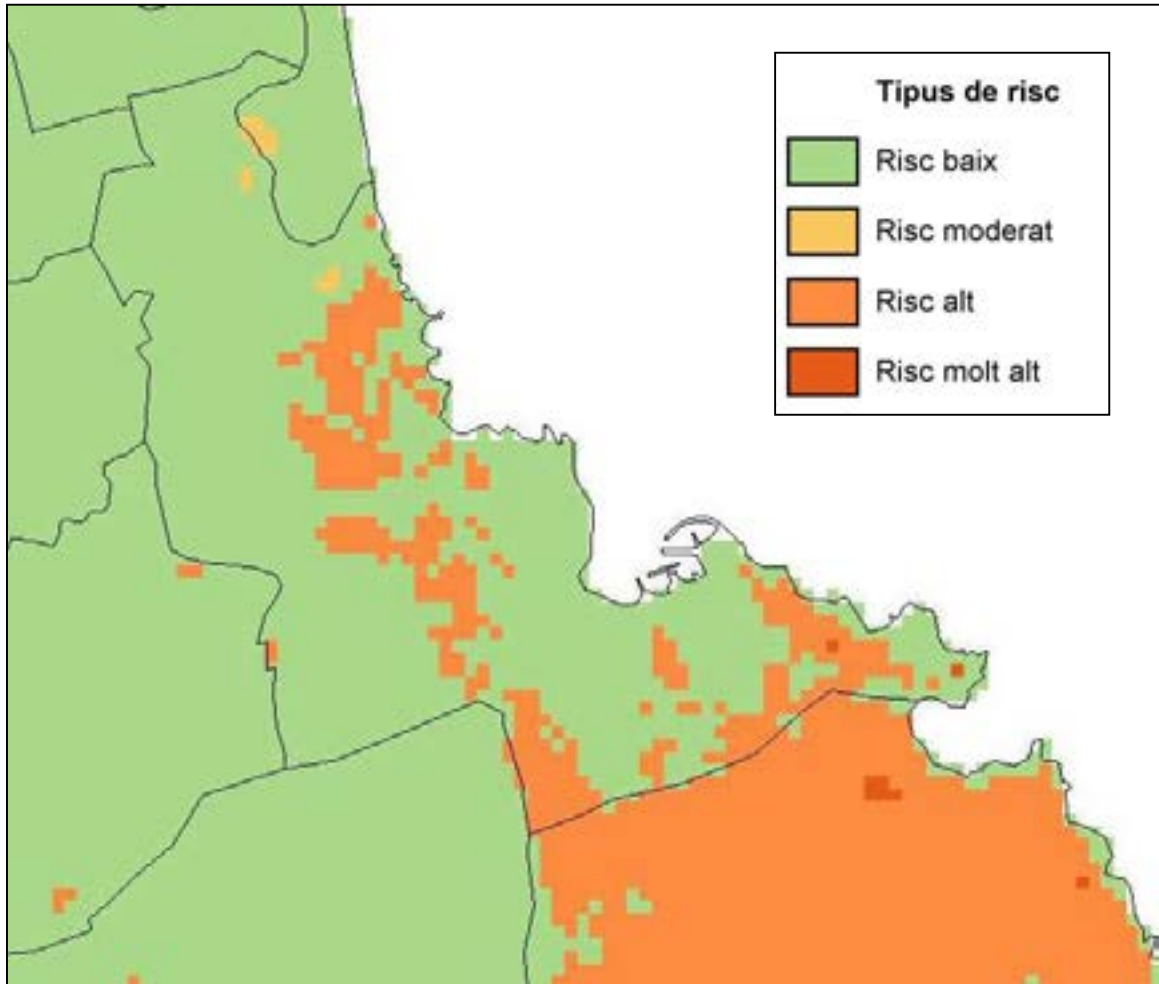 Tipus de risc
Risc baix
Risc moderat
Risc alt
Risc molt alt